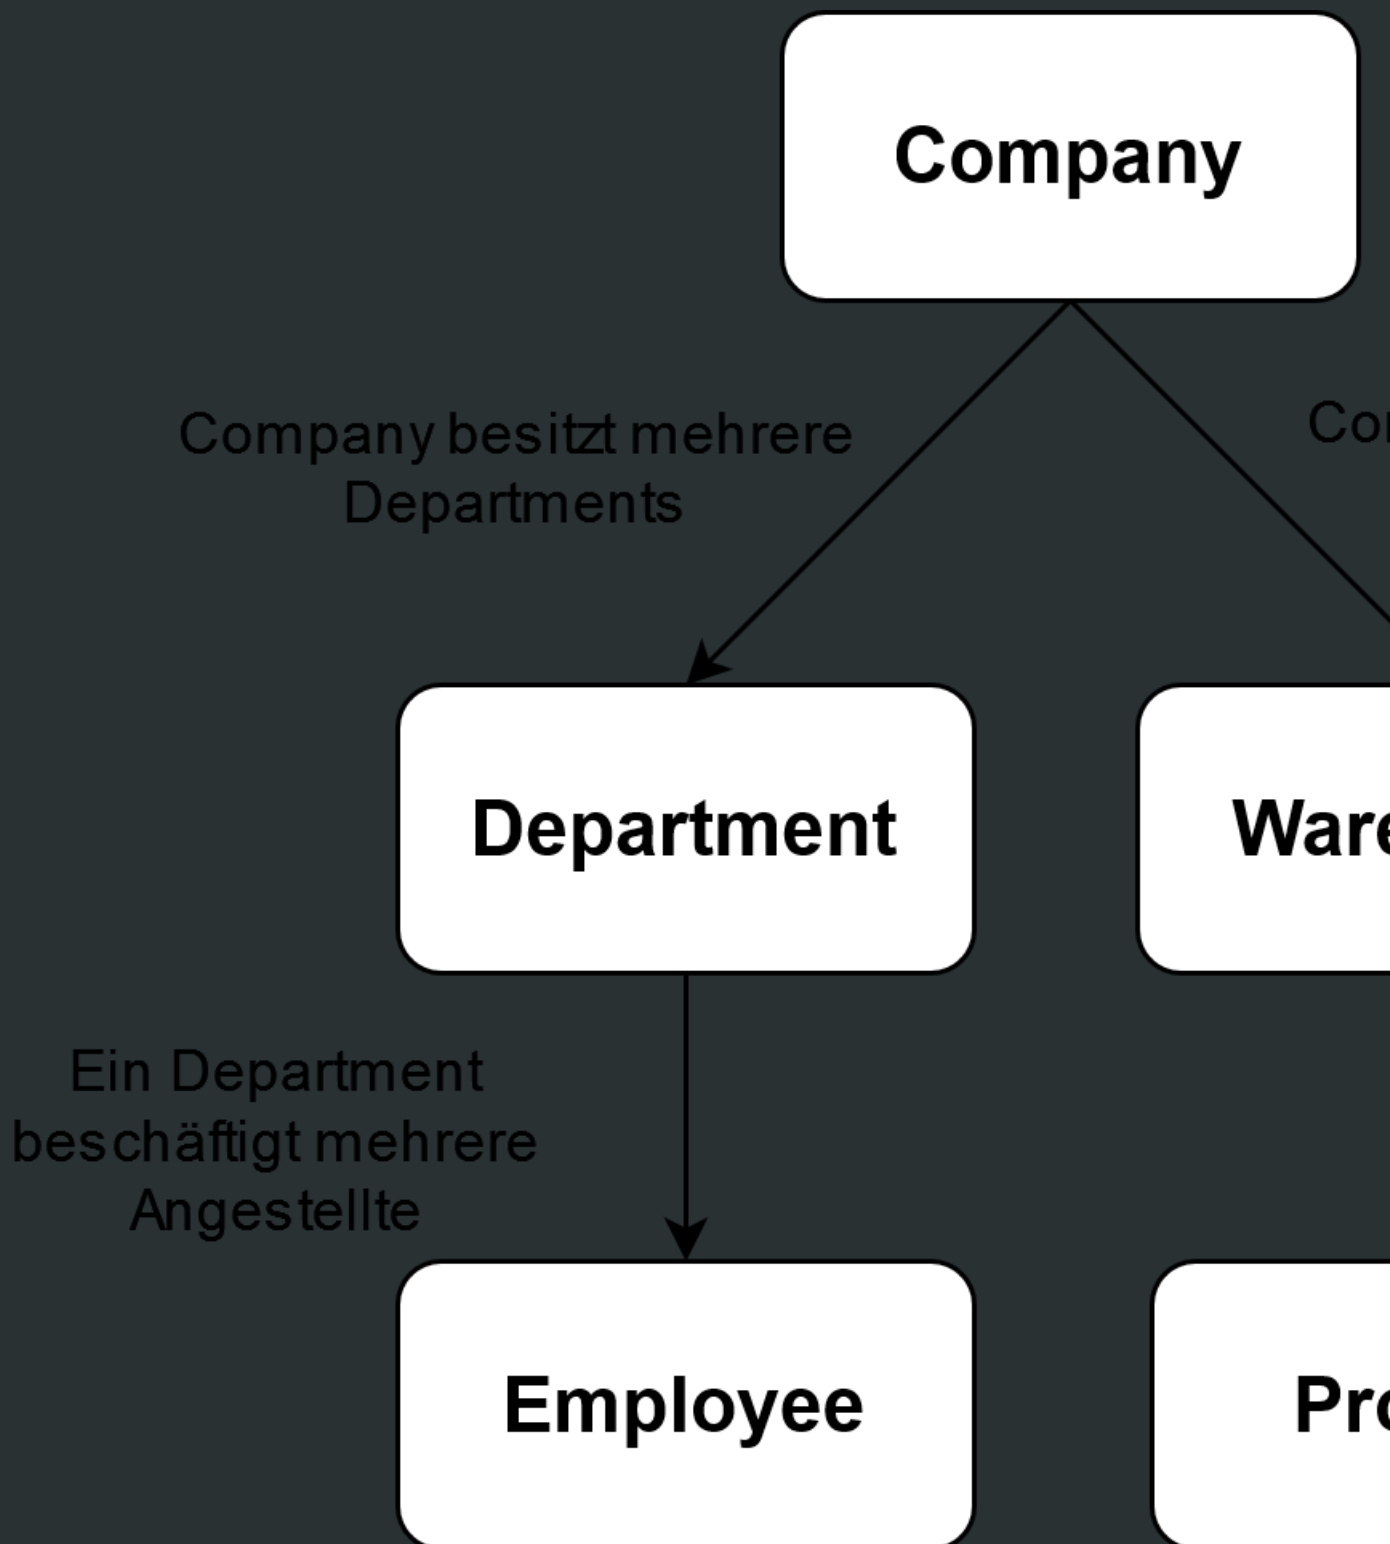 Company
Company besitzt mehrere
Departments
Department
Ein Department
beschäftigt mehrere
Angestellte
Employee